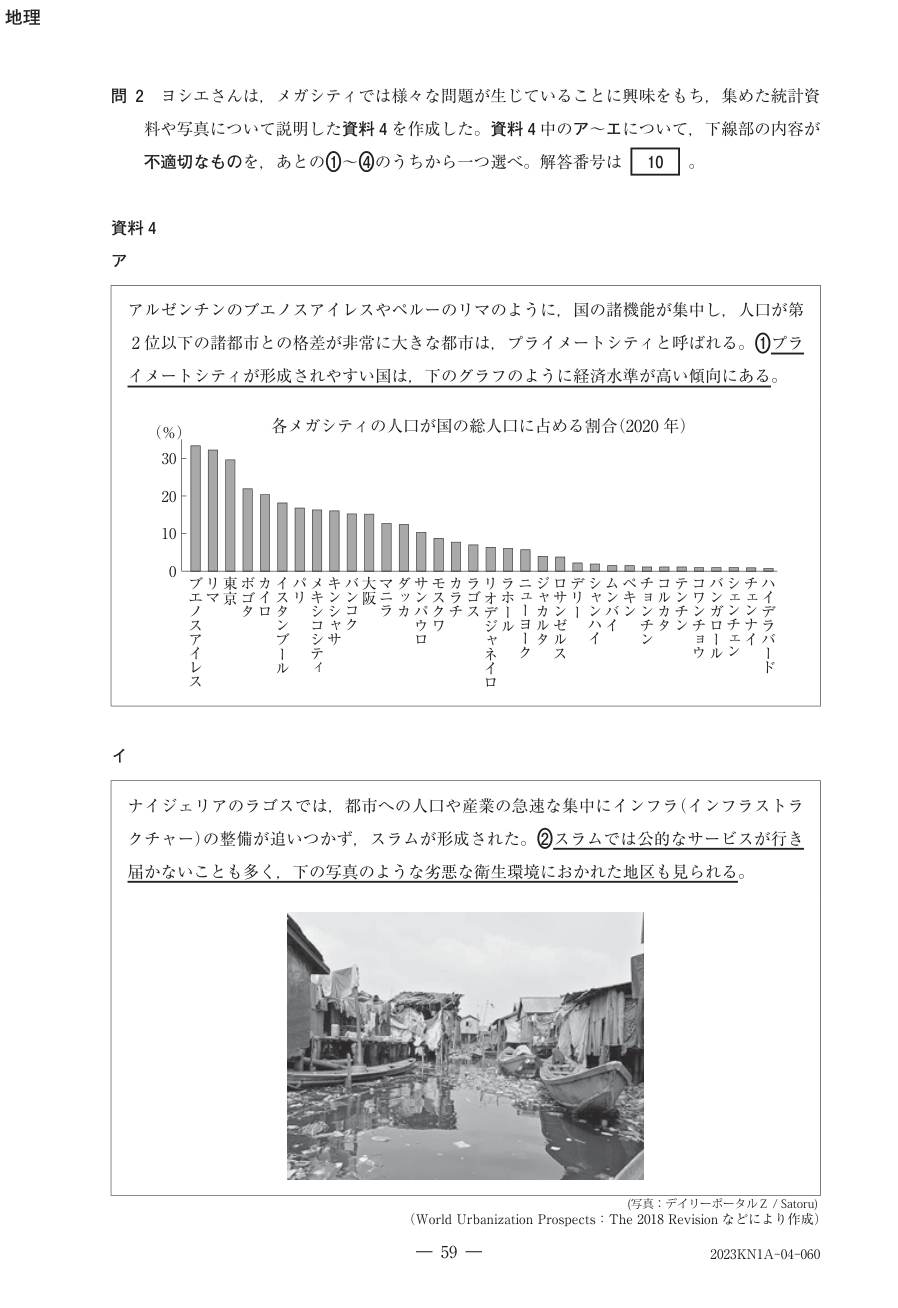 地理
問 2 ヨシエさんは，メガシティでは様々な問題が生じていることに興味をもち，集めた統計資
料や写真について説明した資料 4 を作成した。資料 4 中のア～エについて，下線部の内容が
不適切なものを，あとの①～④のうちから一つ選べ。解答番号は 10 。
資料 4
ア
アルゼンチンのブエノスアイレスやペルーのリマのように，国の諸機能が集中し，人口が第
2 位以下の諸都市との格差が非常に大きな都市は，プライメートシティと呼ばれる。①プラ
イメートシティが形成されやすい国は，下のグラフのように経済水準が高い傾向にある。
各メガシティの人口が国の総人口に占める割合(2020 年)
(%)
30
20
10
0
ブエノスアイレス
リマ
東京
ボゴタ
カイロ
イスタンブール
パリ
メキシコシティ
キンシャサ
バンコク
大阪
マニラ
ダッカ
サンパウロ
モスクワ
カラチ
ラゴス
リオデジャネイロ
ラホール
ニューヨーク
ジャカルタ
ロサンゼルス
デリー
シャンハイ
ムンバイ
ペキン
チョンチン
コルカタ
テンチン
コワンチョウ
バンガロール
シェンチェン
チェンナイ
ハイデラバード
イ
ナイジェリアのラゴスでは，都市への人口や産業の急速な集中にインフラ(インフラストラ
クチャー)の整備が追いつかず，スラムが形成された。②スラムでは公的なサービスが行き
届かないことも多く，下の写真のような劣悪な衛生環境におかれた地区も見られる。
(写真：デイリーポータルＺ / Satoru)
(World Urbanization Prospects：The 2018 Revision などにより作成)
— 59 —
2023KN1A-04-060